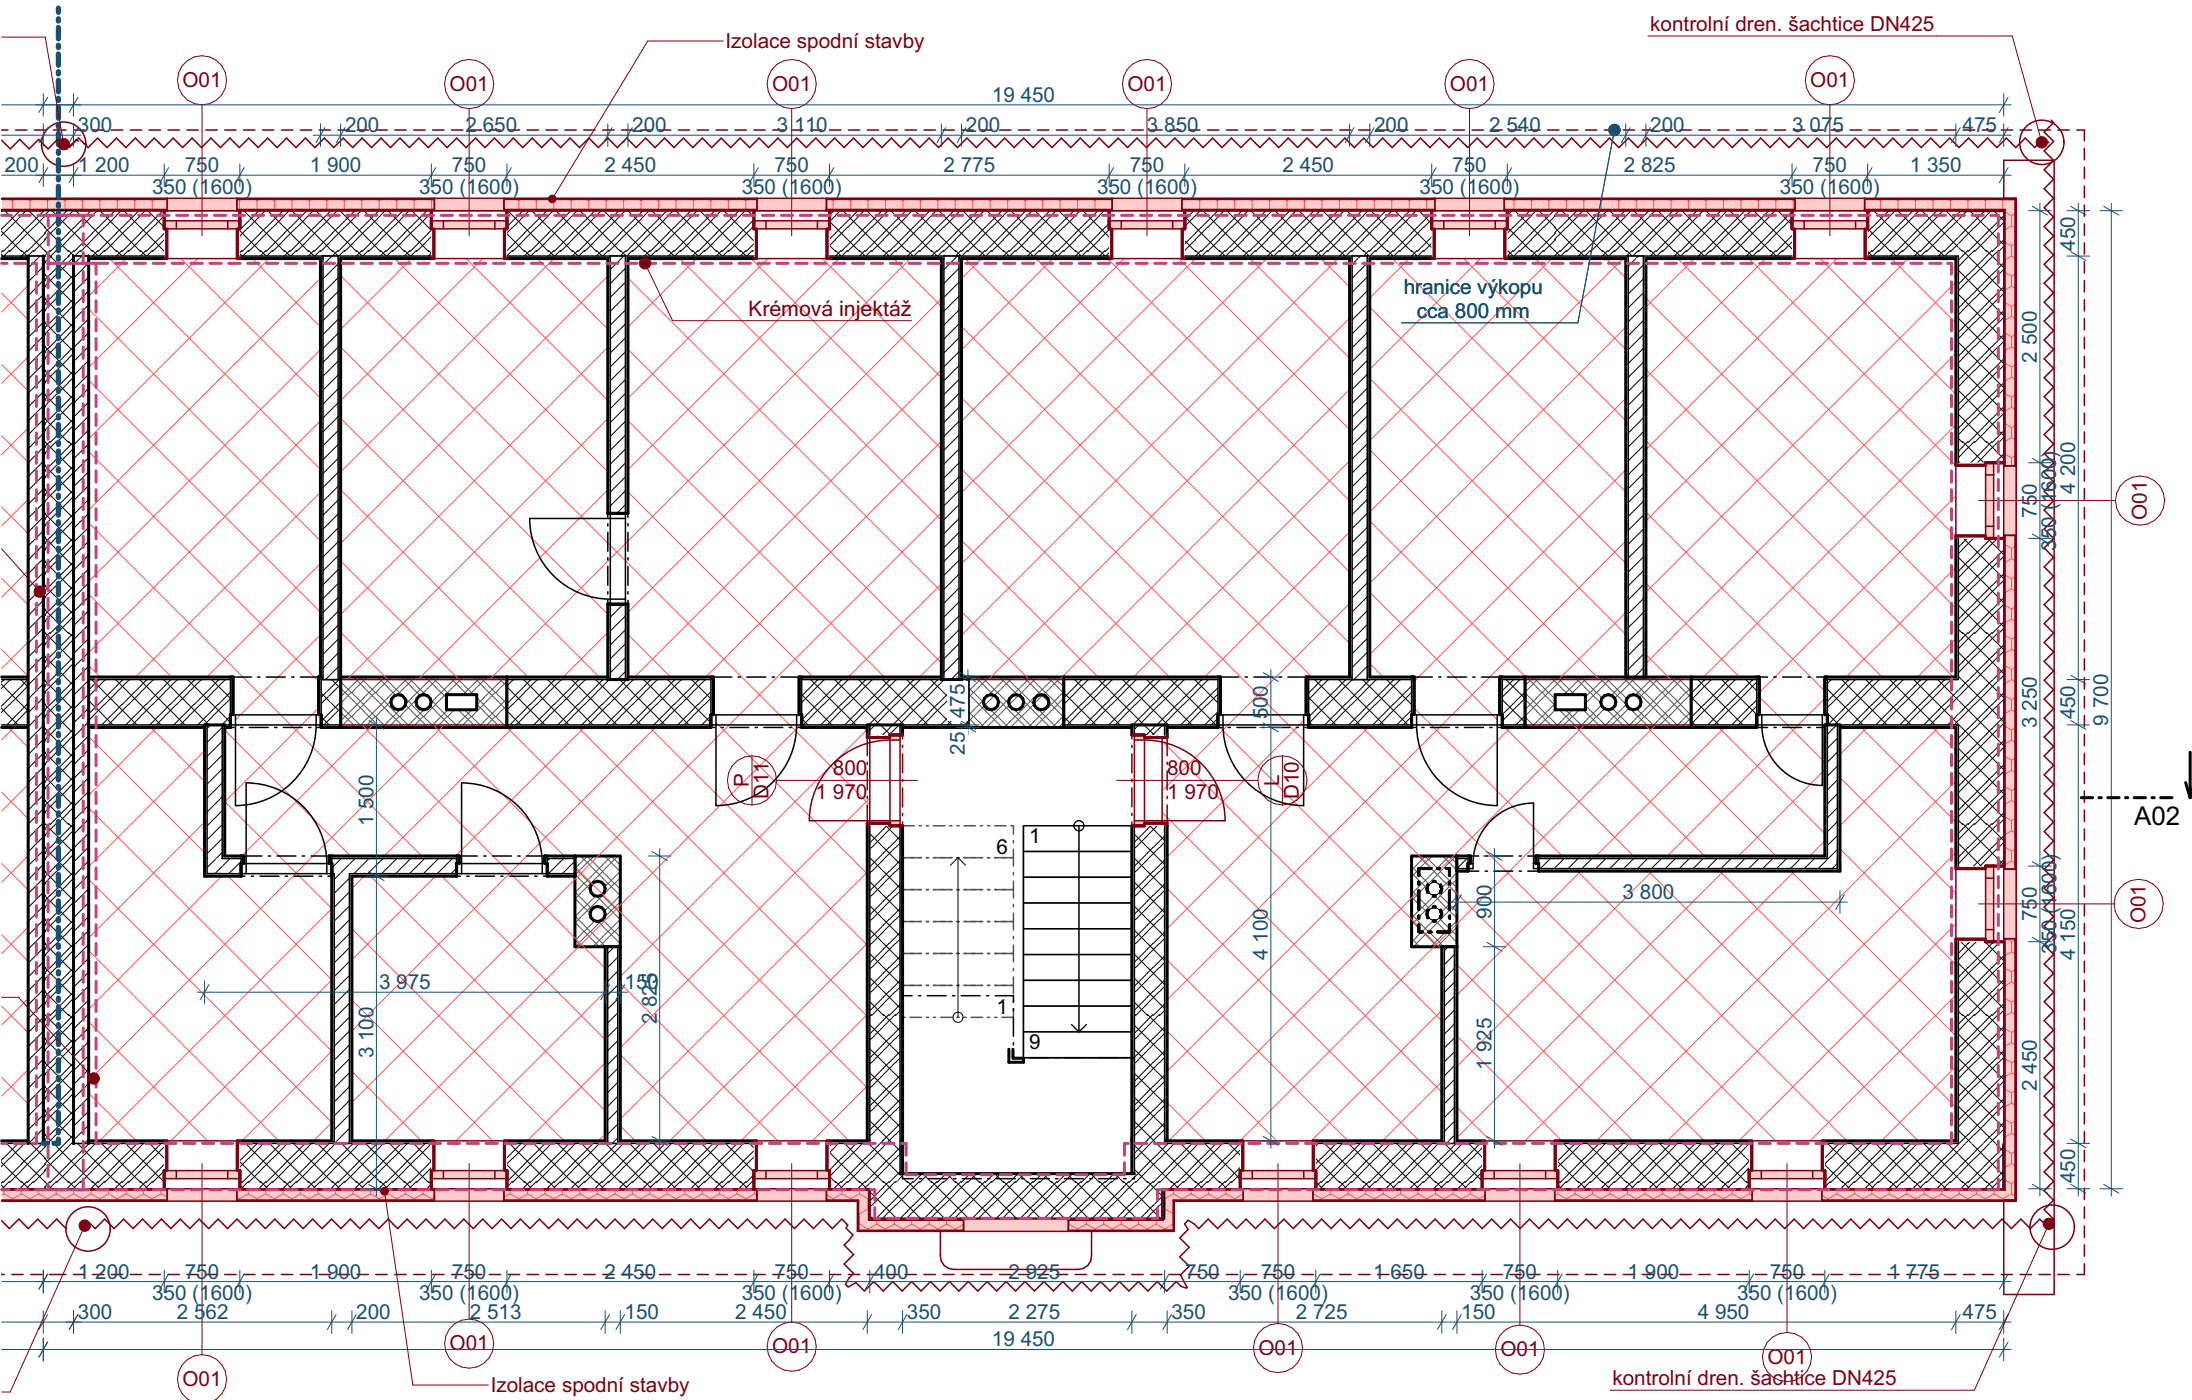 kontrolní dren. šachtice DN425
Izolace spodní stavby
O01 O01 O01 O01 O01 O01
19 450
300 200 2 650 200 3 110 200 3 850 200 2 540 200 3 075 475
200 1 200 750 1 900 750 2 450 750 2 775 750 2 450 750 2 825 750 1 350
350 (1600) 350 (1600) 350 (1600) 350 (1600) 350 (1600) 350 (1600)
450
Krémová injektáž
hranice výkopu
cca 800 mm
2 500
750
350 (1600)
4 200
O01
25 475
500
3 250
450
9 700
1 500
P
D11
800
1 970
800
1 970
L
D10
A02
6
1
1
9
3 800
900
4 100
750
350 (1600)
4 150
O01
3 975
150
2 825
3 100
1 925
2 450
450
1 200 750 1 900 750 2 450 750 400 2 925 750 750 1 650 750 1 900 750 1 775
350 (1600) 350 (1600) 350 (1600) 350 (1600) 350 (1600) 350 (1600)
300 2 562 200 2 513 150 2 450 350 2 275 350 2 725 150 4 950 475
19 450
O01 O01 O01 O01 O01 O01
Izolace spodní stavby
kontrolní dren. šachtice DN425